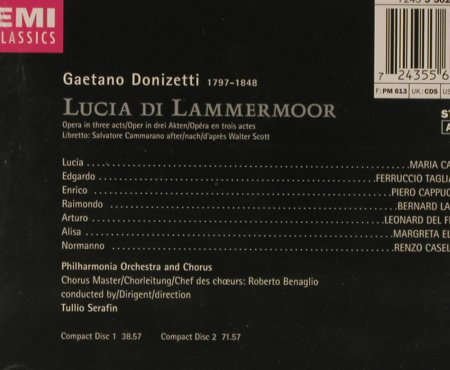 EMI
CLASSICS
7 24355 6
F: PM 613 UK: CDS US
Gaetano Donizetti 1797-1848
LUCIA DI LAMMERMOOR
Opera in three acts/Oper in drei Akten/Opéra en trois actes
Libretto: Salvatore Cammarano after/nach/d'après Walter Scott
Lucia MARIA CA
Edgardo FERRUCCIO TAGLIA
Enrico PIERO CAPPUC
Raimondo BERNARD LA
Arturo LEONARD DEL FE
Alisa MARGRETA EL
Normanno RENZO CASEL
Philharmonia Orchestra and Chorus
Chorus Master/Chorleitung/Chef des chœurs: Roberto Benaglio
conducted by/Dirigent/direction
Tullio Serafin
Compact Disc 1 38.57 Compact Disc 2 71.57